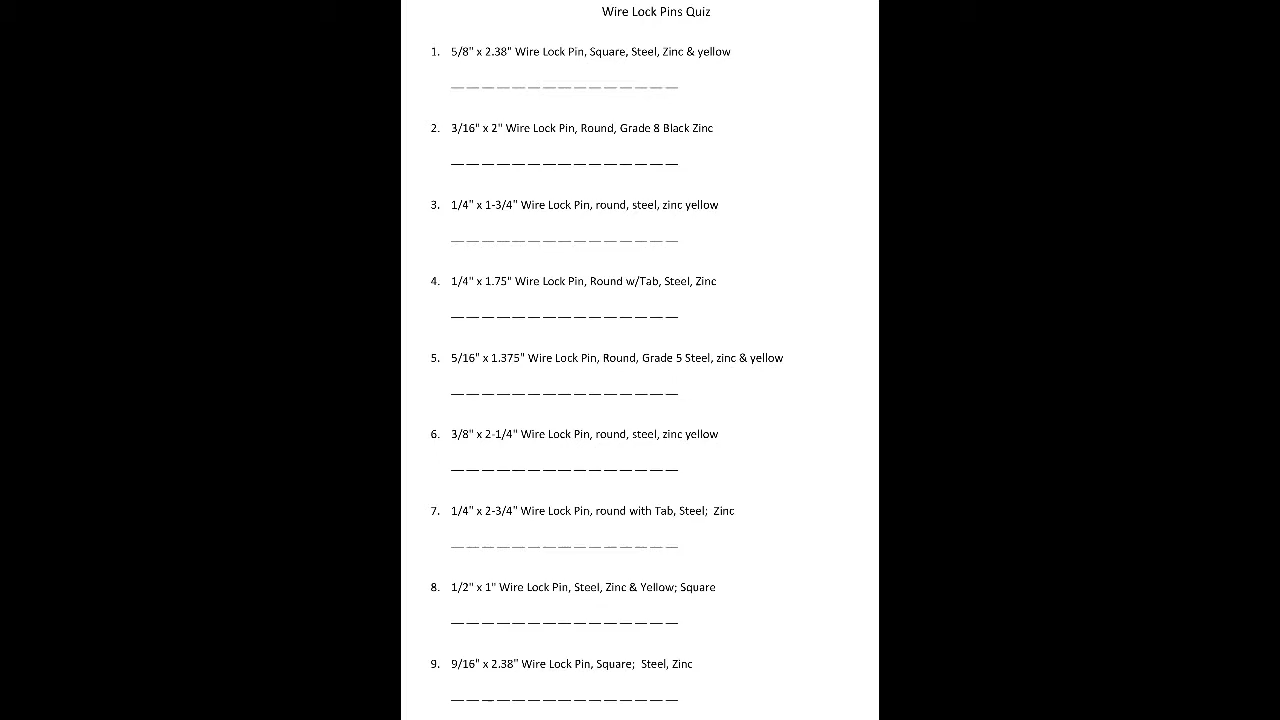 Wire Lock Pins Quiz
1. 5/8" x 2.38" Wire Lock Pin, Square, Steel, Zinc & yellow
_ _ _ _ _ _ _ _ _ _ _ _ _ _ _
2. 3/16" x 2" Wire Lock Pin, Round, Grade 8 Black Zinc
_ _ _ _ _ _ _ _ _ _ _ _ _ _ _
3. 1/4" x 1-3/4" Wire Lock Pin, round, steel, zinc yellow
_ _ _ _ _ _ _ _ _ _ _ _ _ _ _
4. 1/4" x 1.75" Wire Lock Pin, Round w/Tab, Steel, Zinc
_ _ _ _ _ _ _ _ _ _ _ _ _ _ _
5. 5/16" x 1.375" Wire Lock Pin, Round, Grade 5 Steel, zinc & yellow
_ _ _ _ _ _ _ _ _ _ _ _ _ _ _
6. 3/8" x 2-1/4" Wire Lock Pin, round, steel, zinc yellow
_ _ _ _ _ _ _ _ _ _ _ _ _ _ _
7. 1/4" x 2-3/4" Wire Lock Pin, round with Tab, Steel;  Zinc
_ _ _ _ _ _ _ _ _ _ _ _ _ _ _
8. 1/2" x 1" Wire Lock Pin, Steel, Zinc & Yellow; Square
_ _ _ _ _ _ _ _ _ _ _ _ _ _ _
9. 9/16" x 2.38" Wire Lock Pin, Square;  Steel, Zinc
_ _ _ _ _ _ _ _ _ _ _ _ _ _ _